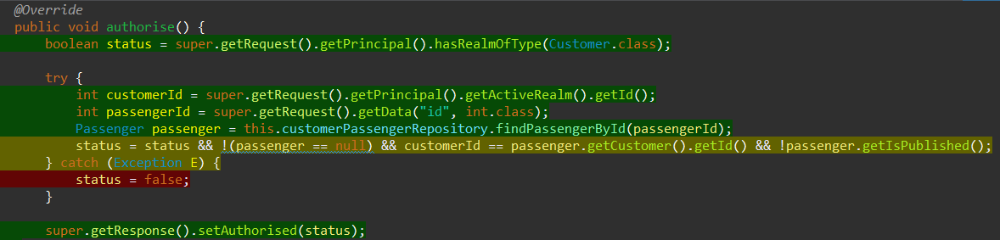 @Override
public void authorise() {
    boolean status = super.getRequest().getPrincipal().hasRealmOfType(Customer.class);

    try {
        int customerId = super.getRequest().getPrincipal().getActiveRealm().getId();
        int passengerId = super.getRequest().getData("id", int.class);
        Passenger passenger = this.customerPassengerRepository.findPassengerById(passengerId);
        status = status && !(passenger == null) && customerId == passenger.getCustomer().getId() && !passenger.getIsPublished();
    } catch (Exception E) {
        status = false;
    }

    super.getResponse().setAuthorised(status);